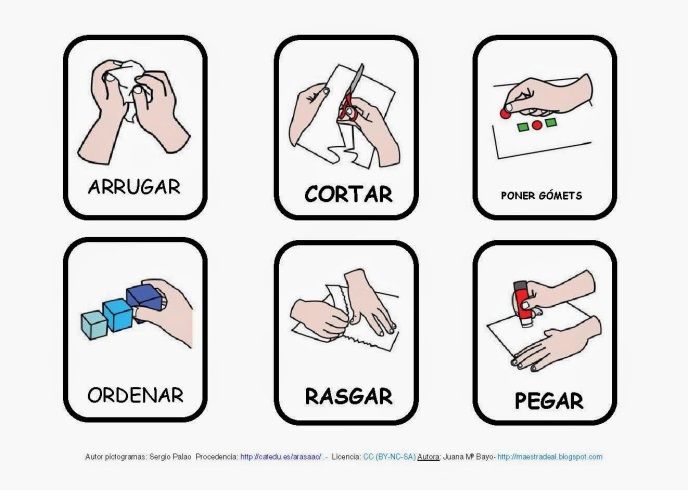 ARRUGAR
CORTAR
PONER GÓMETS
ORDENAR
RASGAR
PEGAR
Autor pictogramas: Sergio Palao Procedencia: http://catedu.es/arasaac/ .- Licencia: CC (BY-NC-SA) Autora: Juana Mª Bayo- http://maestradeal.blogspot.com